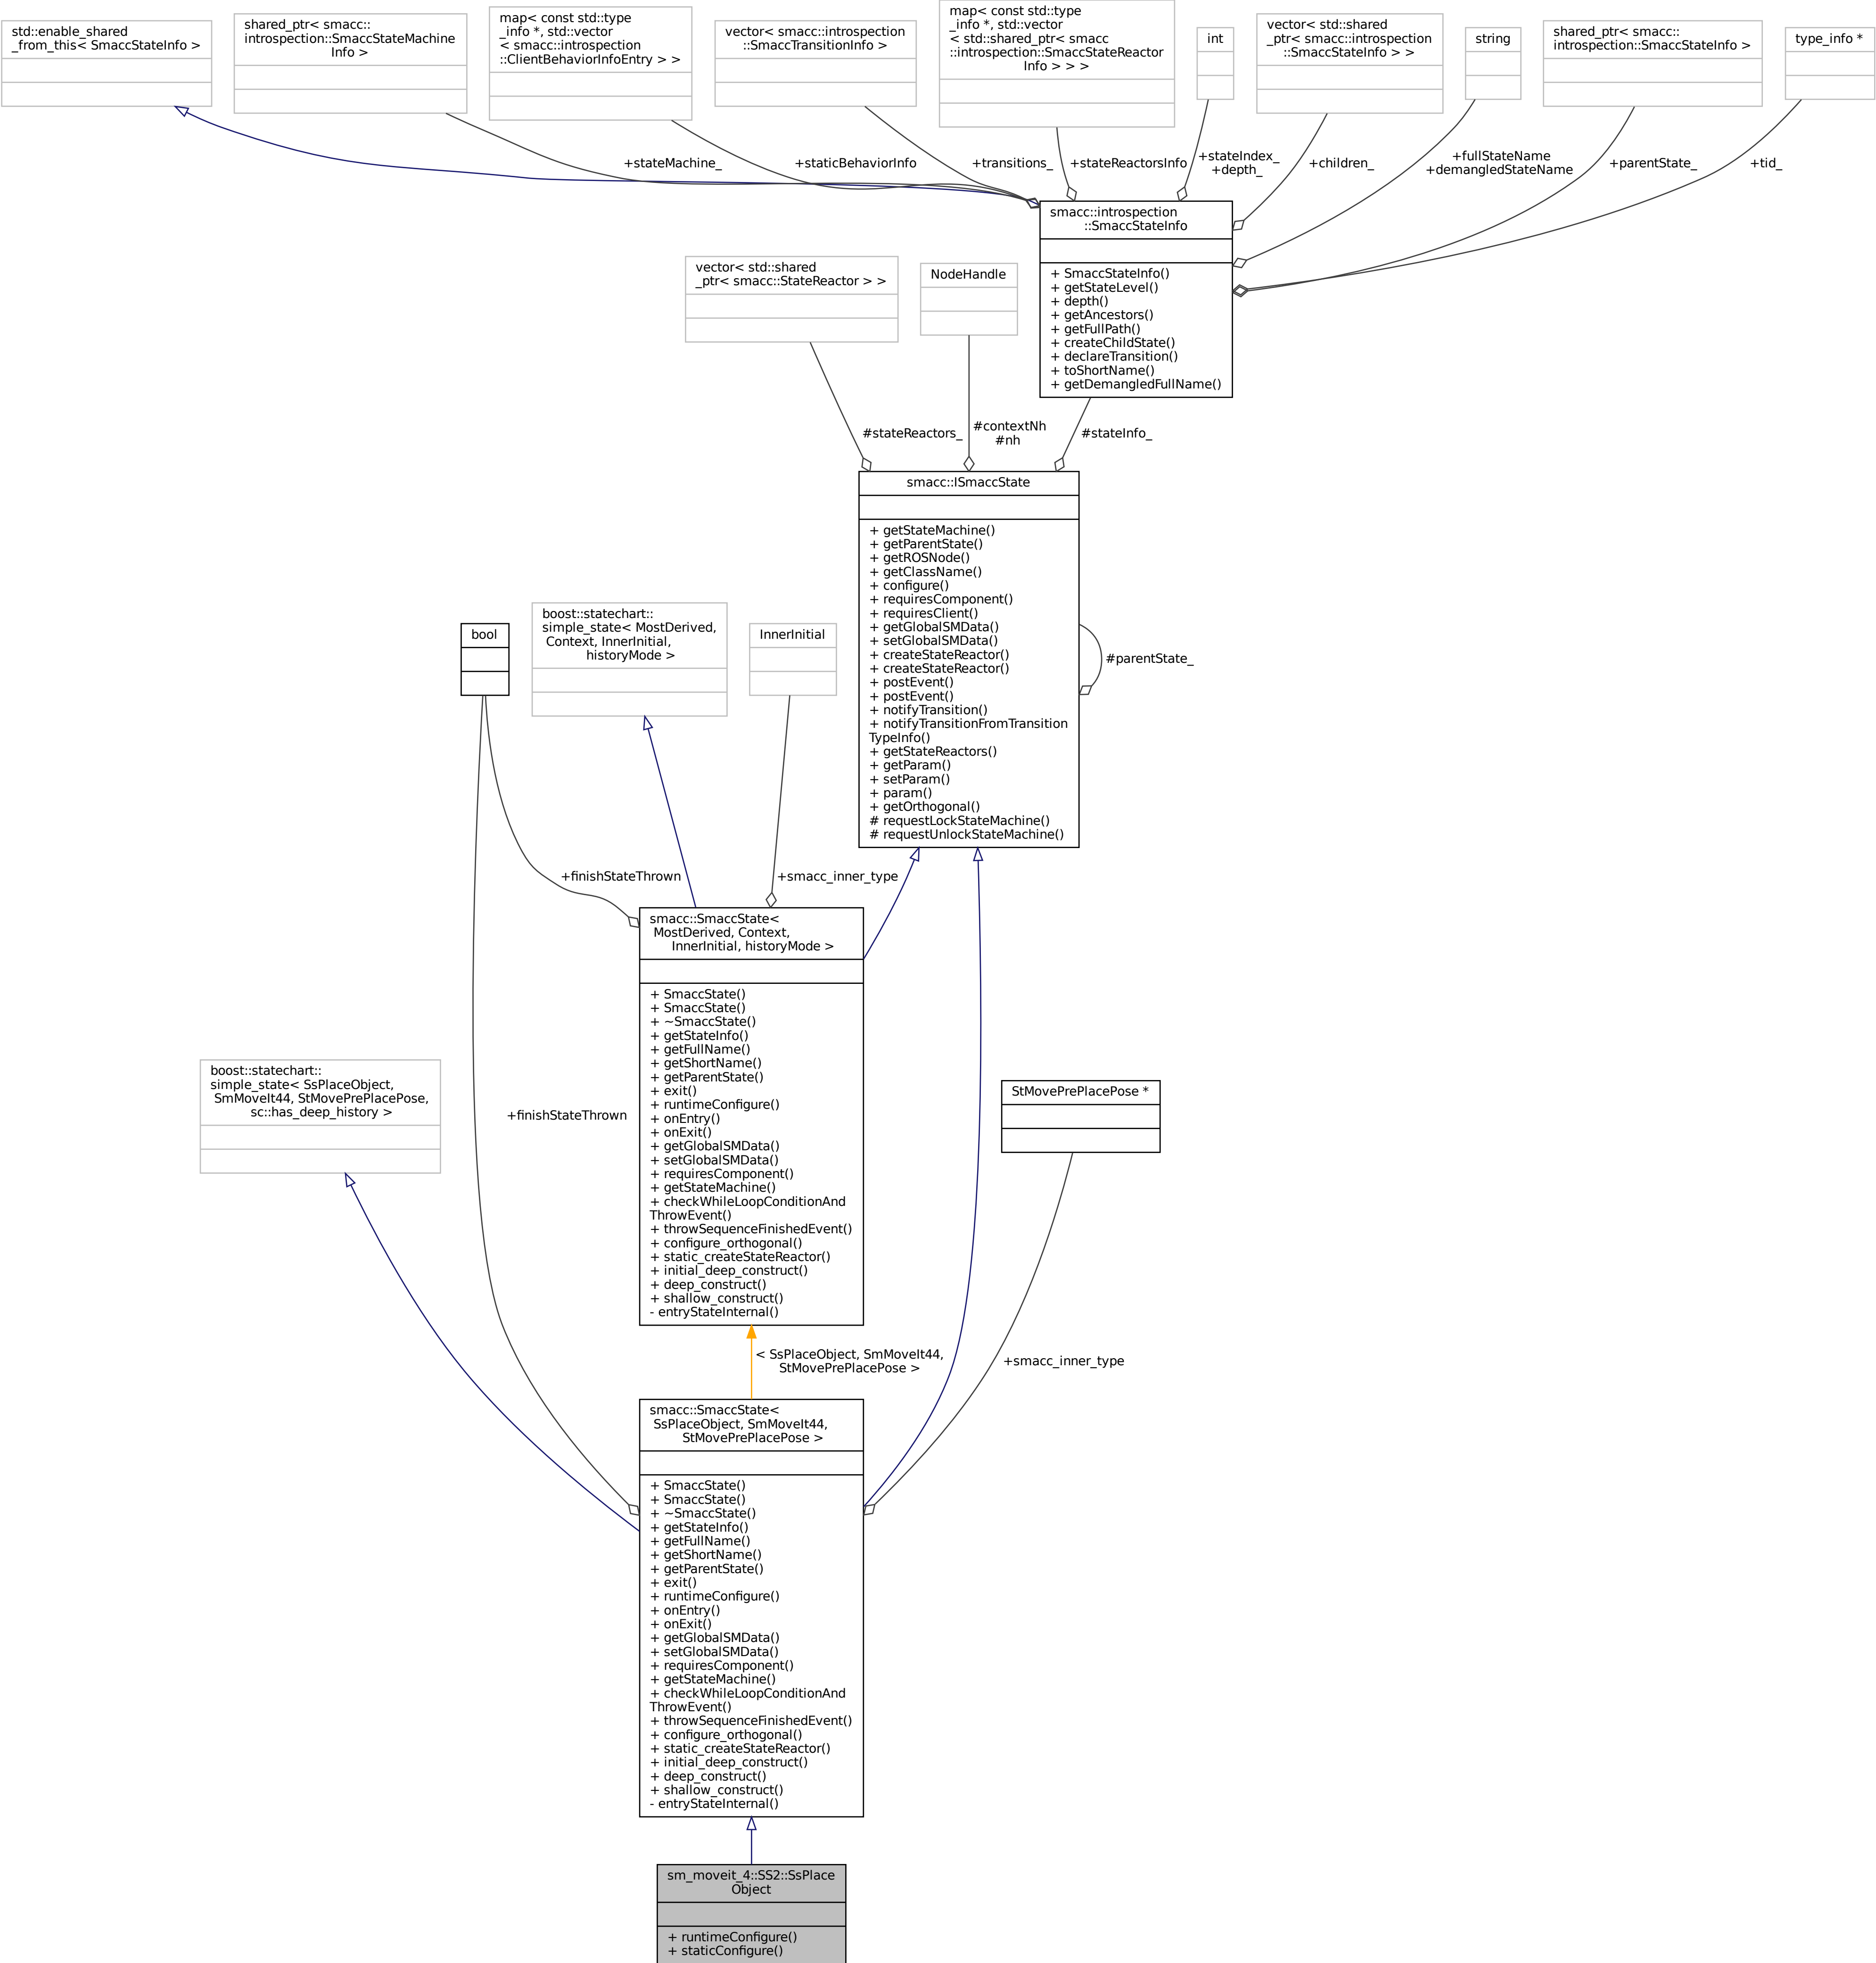 std::enable_shared
_from_this< SmaccStateInfo >
shared_ptr< smacc::
introspection::SmaccStateMachine
Info >
map< const std::type
_info *, std::vector
< smacc::introspection
::ClientBehaviorInfoEntry > >
vector< smacc::introspection
::SmaccTransitionInfo >
map< const std::type
_info *, std::vector
< std::shared_ptr< smacc
::introspection::SmaccStateReactor
Info > > >
int
vector< std::shared
_ptr< smacc::introspection
::SmaccStateInfo > >
string
shared_ptr< smacc::
introspection::SmaccStateInfo >
type_info *
+stateMachine_
+staticBehaviorInfo
+transitions_
+stateReactorsInfo
+stateIndex_
+depth_
+children_
+fullStateName
+demangledStateName
+parentState_
+tid_
smacc::introspection
::SmaccStateInfo
+ SmaccStateInfo()
+ getStateLevel()
+ depth()
+ getAncestors()
+ getFullPath()
+ createChildState()
+ declareTransition()
+ toShortName()
+ getDemangledFullName()
vector< std::shared
_ptr< smacc::StateReactor > >
NodeHandle
#stateReactors_
#contextNh
#nh
#stateInfo_
smacc::ISmaccState
+ getStateMachine()
+ getParentState()
+ getROSNode()
+ getClassName()
+ configure()
+ requiresComponent()
+ requiresClient()
+ getGlobalSMData()
+ setGlobalSMData()
+ createStateReactor()
+ createStateReactor()
+ postEvent()
+ postEvent()
+ notifyTransition()
+ notifyTransitionFromTransition
TypeInfo()
+ getStateReactors()
+ getParam()
+ setParam()
+ param()
+ getOrthogonal()
# requestLockStateMachine()
# requestUnlockStateMachine()
#parentState_
bool
boost::statechart::
simple_state< MostDerived,
Context, InnerInitial,
historyMode >
InnerInitial
+finishStateThrown
+smacc_inner_type
smacc::SmaccState<
MostDerived, Context,
InnerInitial, historyMode >
+ SmaccState()
+ SmaccState()
+ ~SmaccState()
+ getStateInfo()
+ getFullName()
+ getShortName()
+ getParentState()
+ exit()
+ runtimeConfigure()
+ onEntry()
+ onExit()
+ getGlobalSMData()
+ setGlobalSMData()
+ requiresComponent()
+ getStateMachine()
+ checkWhileLoopConditionAnd
ThrowEvent()
+ throwSequenceFinishedEvent()
+ configure_orthogonal()
+ static_createStateReactor()
+ initial_deep_construct()
+ deep_construct()
+ shallow_construct()
- entryStateInternal()
boost::statechart::
simple_state< SsPlaceObject,
SmMoveIt44, StMovePrePlacePose,
sc::has_deep_history >
+finishStateThrown
StMovePrePlacePose *
< SsPlaceObject, SmMoveIt44,
StMovePrePlacePose >
+smacc_inner_type
smacc::SmaccState<
SsPlaceObject, SmMoveIt44,
StMovePrePlacePose >
+ SmaccState()
+ SmaccState()
+ ~SmaccState()
+ getStateInfo()
+ getFullName()
+ getShortName()
+ getParentState()
+ exit()
+ runtimeConfigure()
+ onEntry()
+ onExit()
+ getGlobalSMData()
+ setGlobalSMData()
+ requiresComponent()
+ getStateMachine()
+ checkWhileLoopConditionAnd
ThrowEvent()
+ throwSequenceFinishedEvent()
+ configure_orthogonal()
+ static_createStateReactor()
+ initial_deep_construct()
+ deep_construct()
+ shallow_construct()
- entryStateInternal()
sm_moveit_4::SS2::SsPlace
Object
+ runtimeConfigure()
+ staticConfigure()